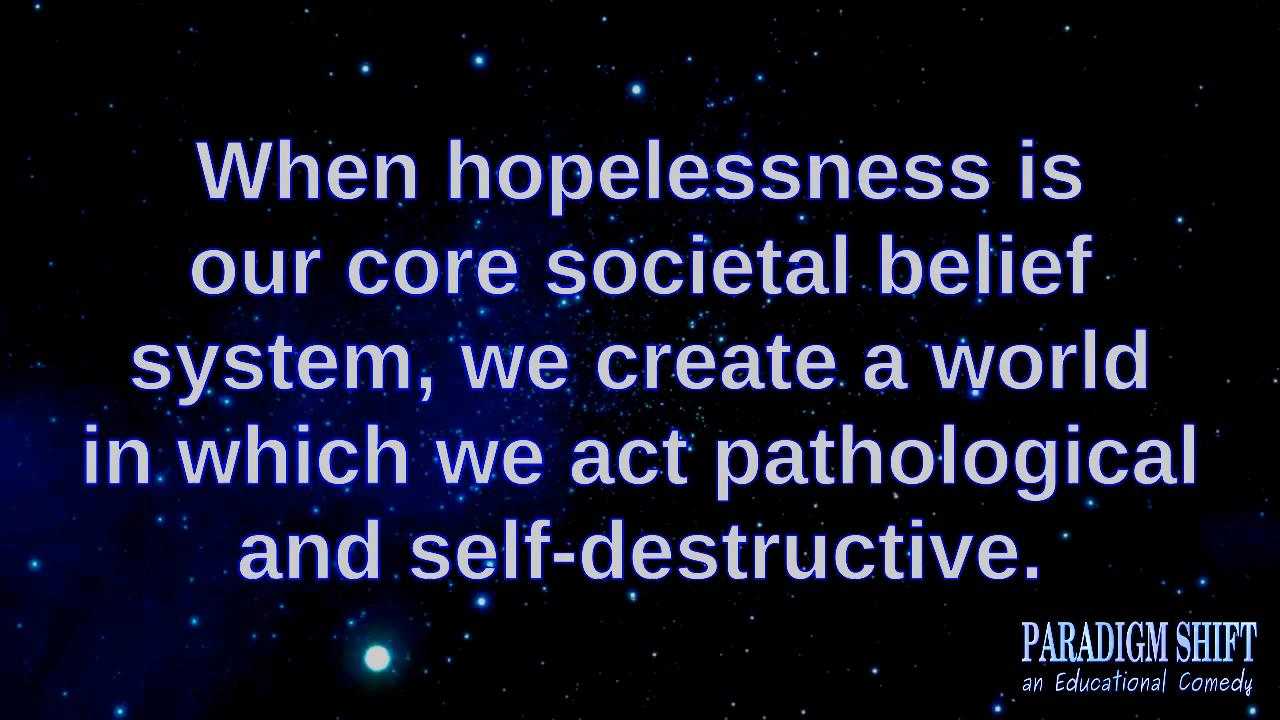 When hopelessness is
our core societal belief
system, we create a world
in which we act pathological
and self-destructive.
PARADIGM SHIFT
an Educational Comedy